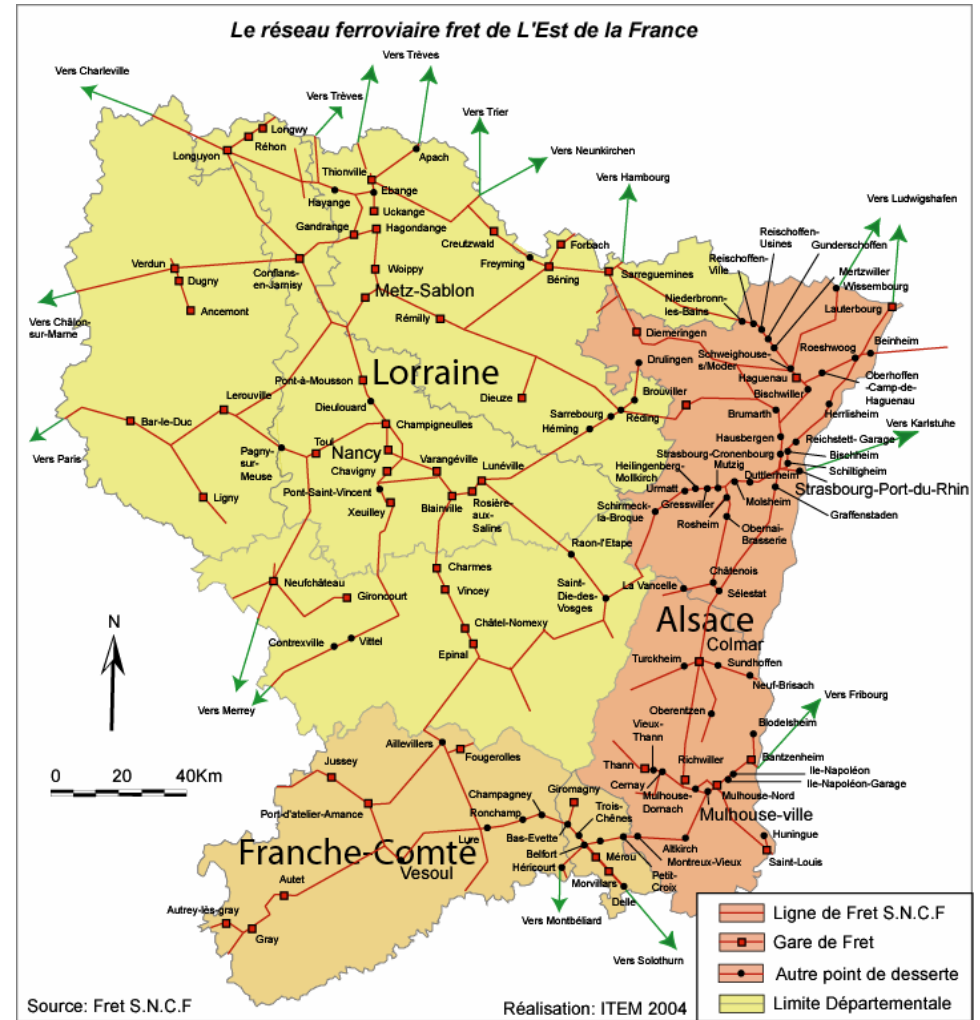 Le réseau ferroviaire fret de L'Est de la France
Vers Charleville
Vers Trèves
Vers Trèves
Vers Trier
Vers Neunkirchen
Vers Hambourg
Vers Ludwigshafen
Longwy
Réhon
Longuyon
Apach
Thionville
Ebange
Hayange
Uckange
Gandrange
Hagondange
Creutzwald
Forbach
Freyming
Béning
Sarreguemines
Reischoffen-
Usines
Gunderschoffen
Reischoffen-
Ville
Mertzwiller
Wissembourg
Niederbronn-
les-Bains
Lauterbourg
Verdun
Dugny
Conflans-
en-Jarnisy
Woippy
Metz-Sablon
Ancemont
Rémilly
Vers Châlon-
sur-Marne
Diemeringen
Schweighouse-
s/Moder
Roeshwoog
Beinheim
Drulingen
Haguenau
Oberhoffen
-Camp-de-
Haguenau
Bischwiller
Pont-à-Mousson
Lorraine
Dieuze
Brouviller
Lerouville
Dieulouard
Bar-le-Duc
Champigneulles
Sarrebourg
Réding
Héming
Brumarth
Herrlisheim
Vers Paris
Toul
Nancy
Pagny-
sur-
Meuse
Chavigny
Varangéville
Lunéville
Hausbergen
Reichstett- Garage
Vers Karlstuhe
Strasbourg-Cronenbourg
Bischheim
Heilingenberg-
Mollkirch
Mutzig
Duttlerheim
Schiltigheim
Strasbourg-Port-du-Rhin
Ligny
Pont-Saint-Vincent
Xeuilley
Blainville
Rosière-
aux-
Salins
Urmatt
Gresswiller
Molsheim
Graffenstaden
Schirmeck-
la-Broque
Rosheim
Obernai-
Brasserie
Raon-l'Etape
Neufchâteau
Gironcourt
Charmes
Vincey
Saint-
Die-des-
Vosges
La Vancelle
Châtenois
Sélestat
Contrexville
Vittel
Châtel-Nomexy
Epinal
Alsace
Colmar
N
Turckheim
Sundhoffen
Neuf-Brisach
Vers Merrey
Oberentzen
Vers Fribourg
Vieux-
Thann
Blodelsheim
Aillevillers
Fougerolles
Richwiller
Bantzenheim
0 20 40Km
Jussey
Thann
Cernay
Ile-Napoléon
Ile-Napoléon-Garage
Giromagny
Champagney
Mulhouse-
Dornach
Mulhouse-Nord
Mulhouse-ville
Port-d'atelier-Amance
Ronchamp
Trois-
Chênes
Lure
Bas-Evette
Huningue
Franche-Comté
Vesoul
Belfort
Altkirch
Héricourt
Mérou
Montreux-Vieux
Saint-Louis
Petit-
Croix
Autet
Morvillars
Delle
Autrey-lès-gray
Gray
Vers Montbéliard
Vers Solothurn
Ligne de Fret S.N.C.F
Gare de Fret
Autre point de desserte
Limite Départementale
Source: Fret S.N.C.F
Réalisation: ITEM 2004